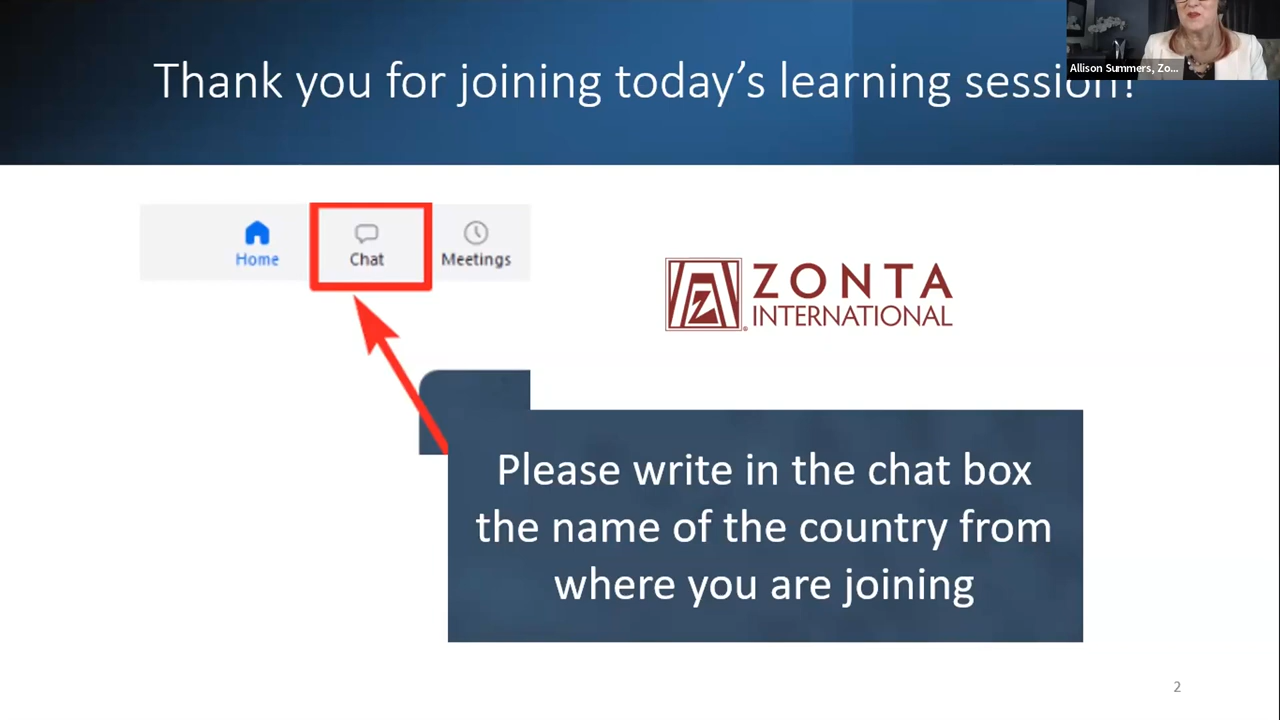 Thank you for joining today's learning session!
Allison Summers, Zo...
Home
Chat
Meetings
Z
ZONTA
INTERNATIONAL
®
Please write in the chat box
the name of the country from
where you are joining
2